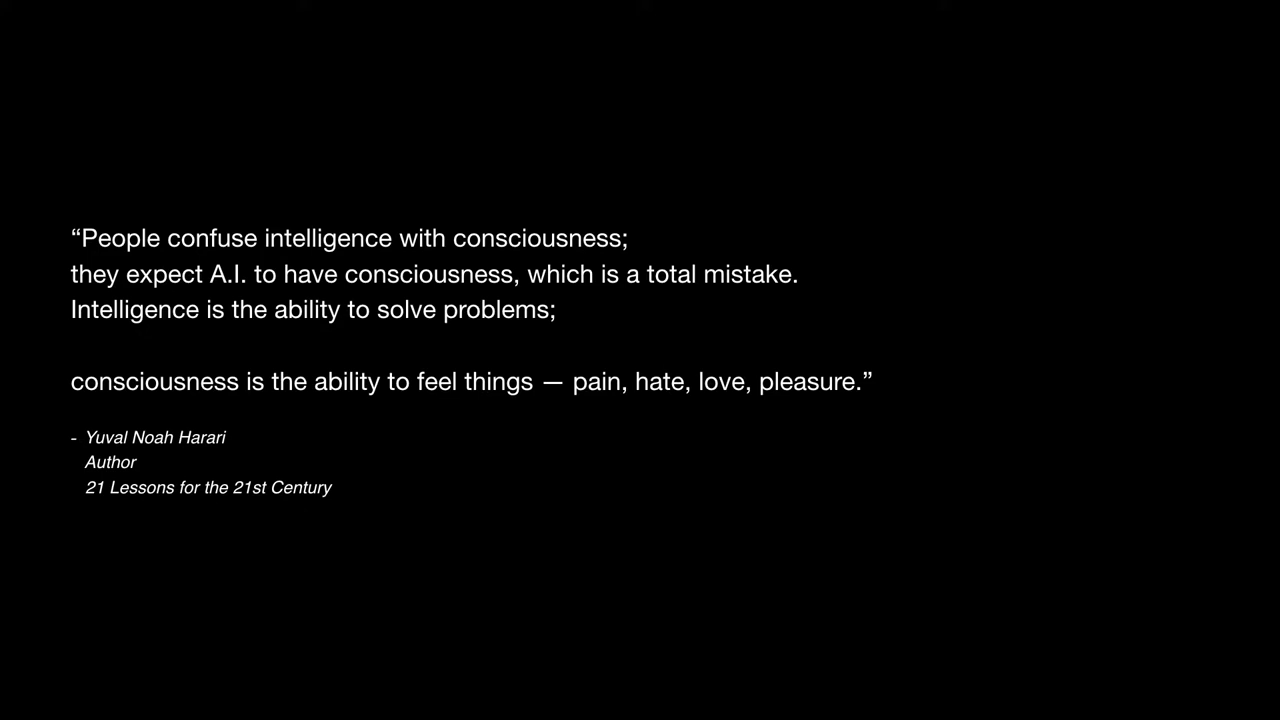 “People confuse intelligence with consciousness;
they expect A.I. to have consciousness, which is a total mistake.
Intelligence is the ability to solve problems;
consciousness is the ability to feel things — pain, hate, love, pleasure.”
- Yuval Noah Harari
Author
21 Lessons for the 21st Century